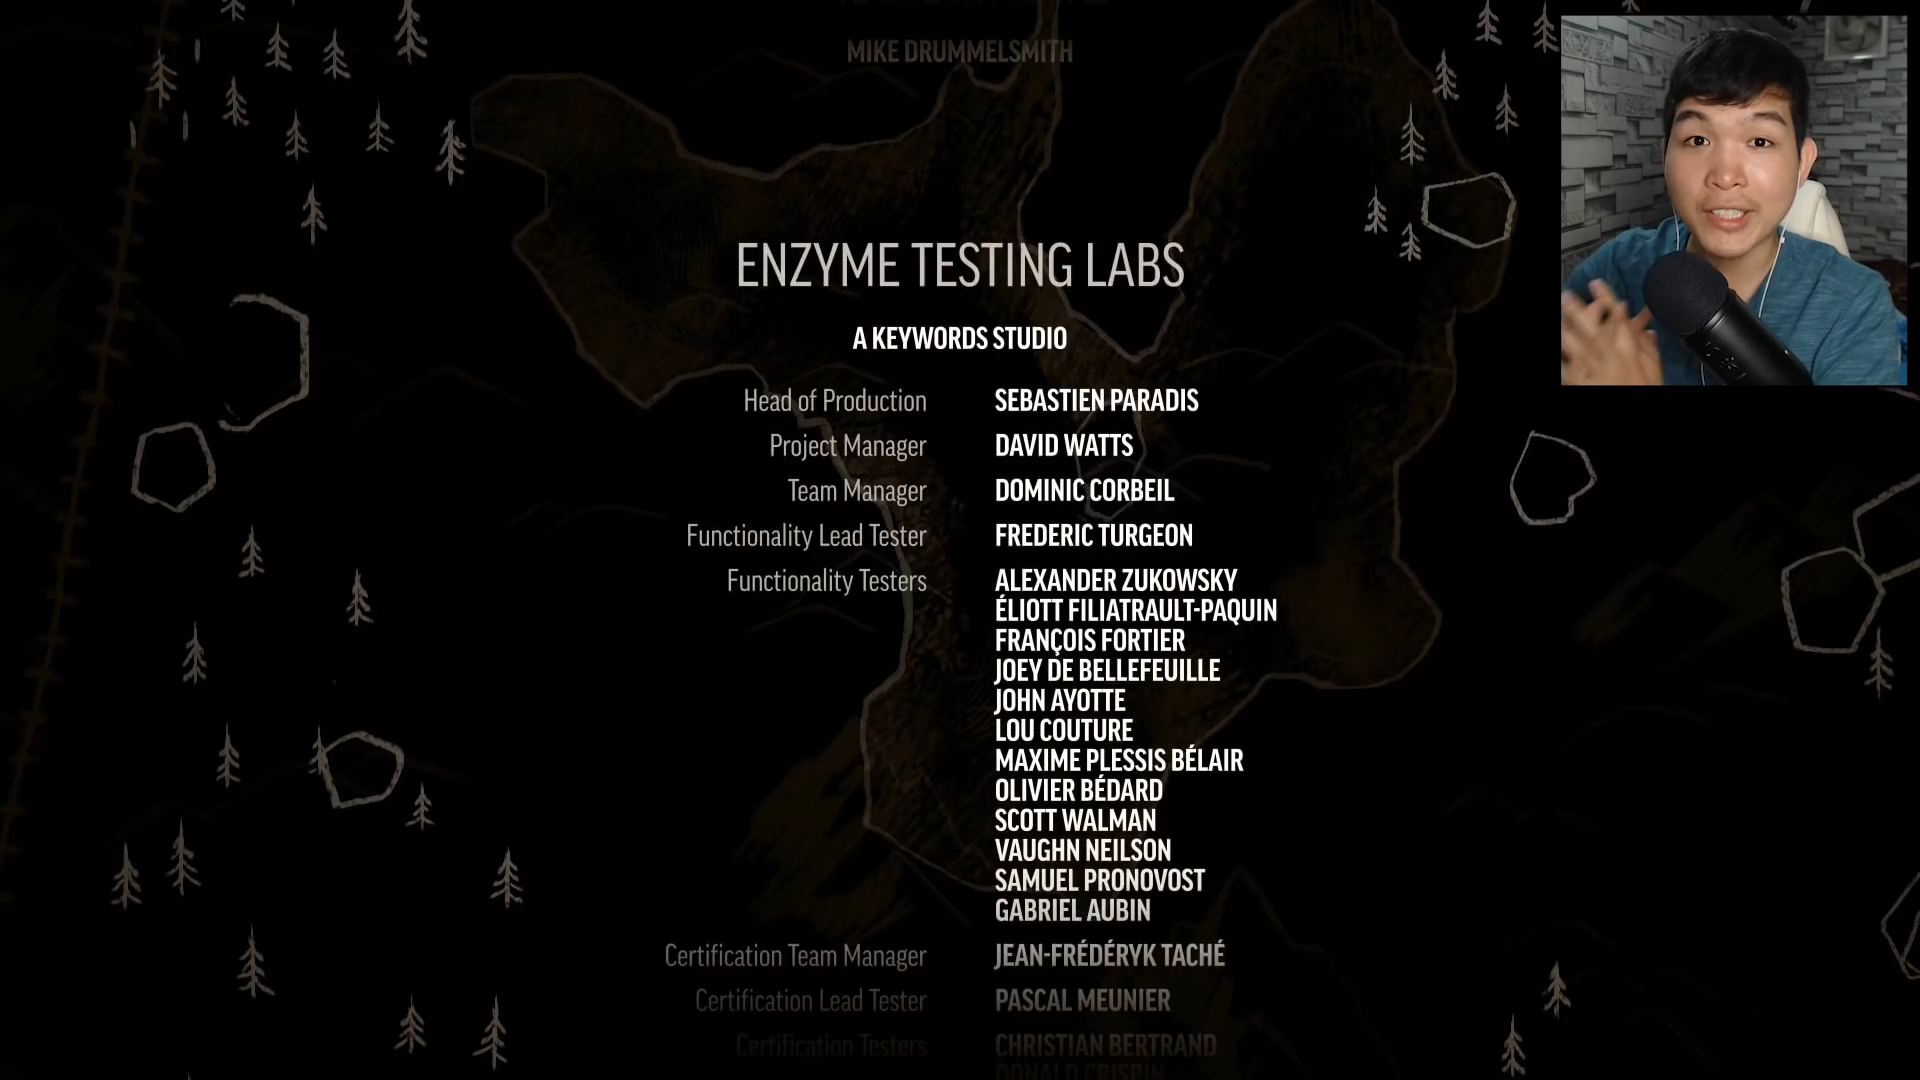 MIKE DRUMMELSMITH
ENZYME TESTING LABS
A KEYWORDS STUDIO
Head of Production SEBASTIEN PARADIS
Project Manager DAVID WATTS
Team Manager DOMINIC CORBEIL
Functionality Lead Tester FREDERIC TURGEON
Functionality Testers ALEXANDER ZUKOWSKY
ÉLIOTT FILIATRAULT-PAQUIN
FRANÇOIS FORTIER
JOEY DE BELLEFEUILLE
JOHN AYOTTE
LOU COUTURE
MAXIME PLESSIS BÉLAIR
OLIVIER BÉDARD
SCOTT WALMAN
VAUGHN NEILSON
SAMUEL PRONOVOST
GABRIEL AUBIN
Certification Team Manager JEAN-FRÉDÉRYK TACHÉ
Certification Lead Tester PASCAL MEUNIER
Certification Testers CHRISTIAN BERTRAND
DONALD CRISPIN